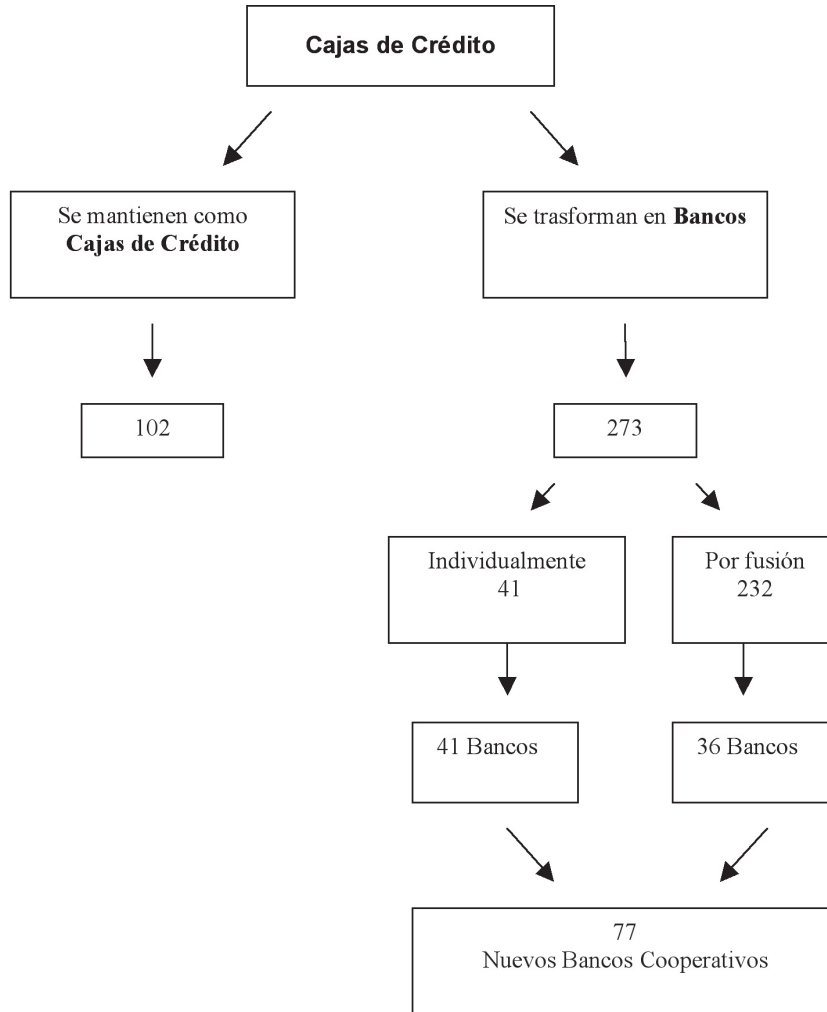 Cajas de Crédito
Se mantienen como
Cajas de Crédito
Se trasforman en Bancos
102
273
Individualmente
41
Por fusión
232
41 Bancos
36 Bancos
77
Nuevos Bancos Cooperativos